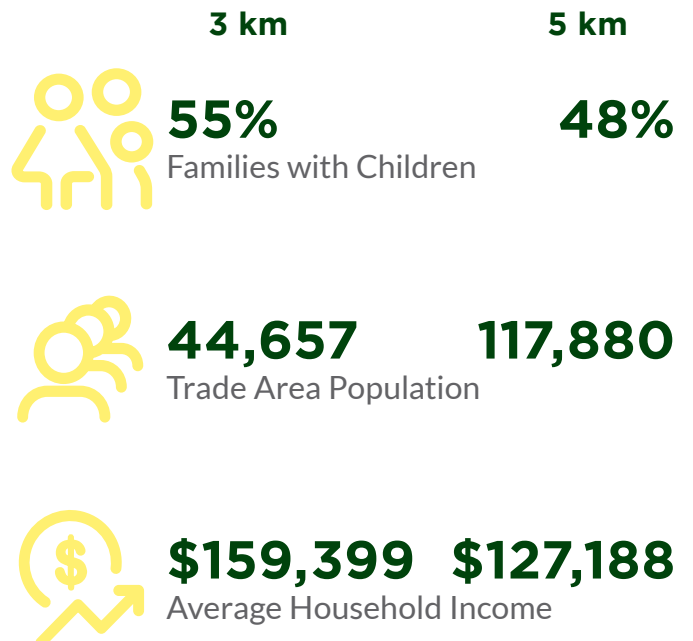 3 km 5 km
55% 48%
Families with Children
44,657 117,880
Trade Area Population
$
$159,399 $127,188
Average Household Income